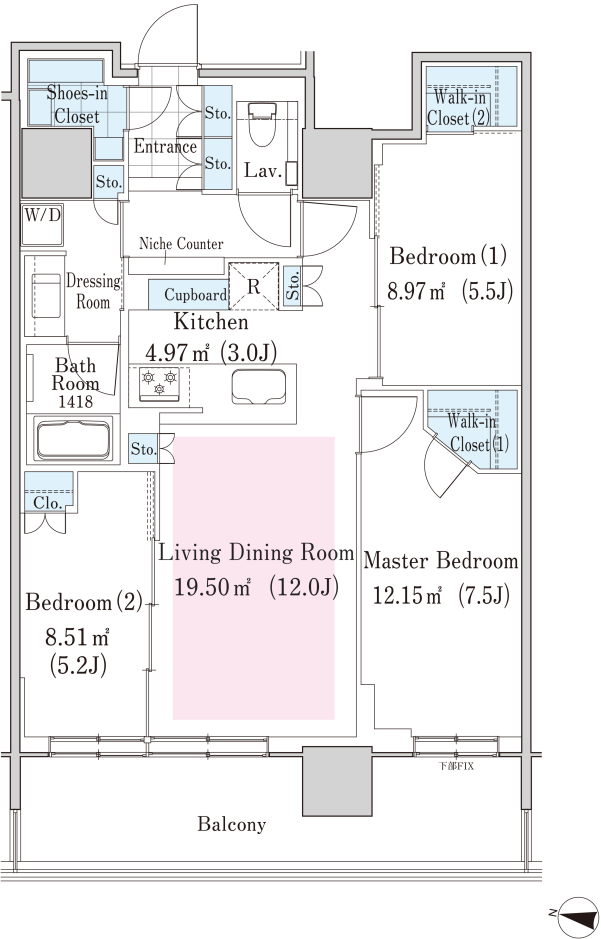 Shoes-in
Closet
Sto.
Entrance
Sto.
Lav.
Walk-in
Closet(2)
Sto.
W/D
Niche Counter
Dressing
Room
Cupboard
R
Sto.
Bedroom(1)
8.97㎡ (5.5J)
Kitchen
4.97㎡ (3.0J)
Bath
Room
1418
Walk-in
Closet(1)
Sto.
Clo.
Living Dining Room
19.50㎡ (12.0J)
Master Bedroom
12.15㎡ (7.5J)
Bedroom(2)
8.51㎡
(5.2J)
下部FIX
Balcony
N